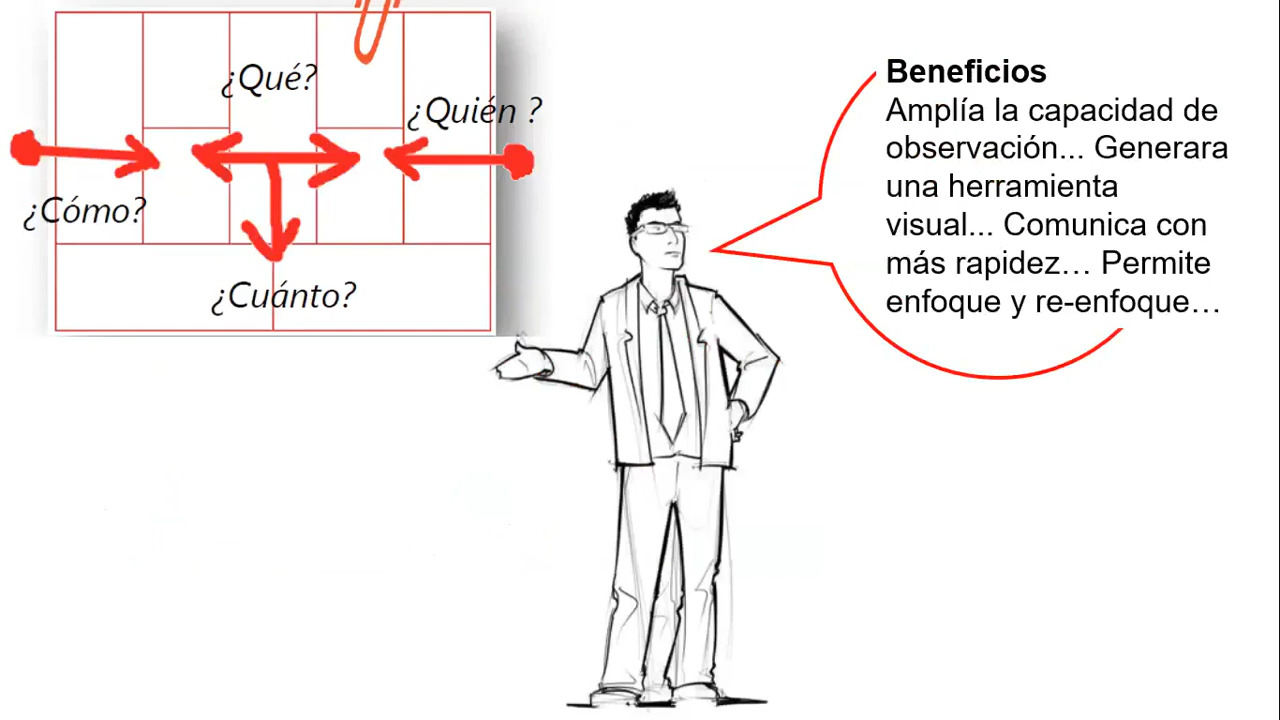 ¿Qué?
¿Quién ?
¿Cómo?
¿Cuánto?
Beneficios
Amplía la capacidad de
observación... Generara
una herramienta
visual... Comunica con
más rapidez… Permite
enfoque y re-enfoque…